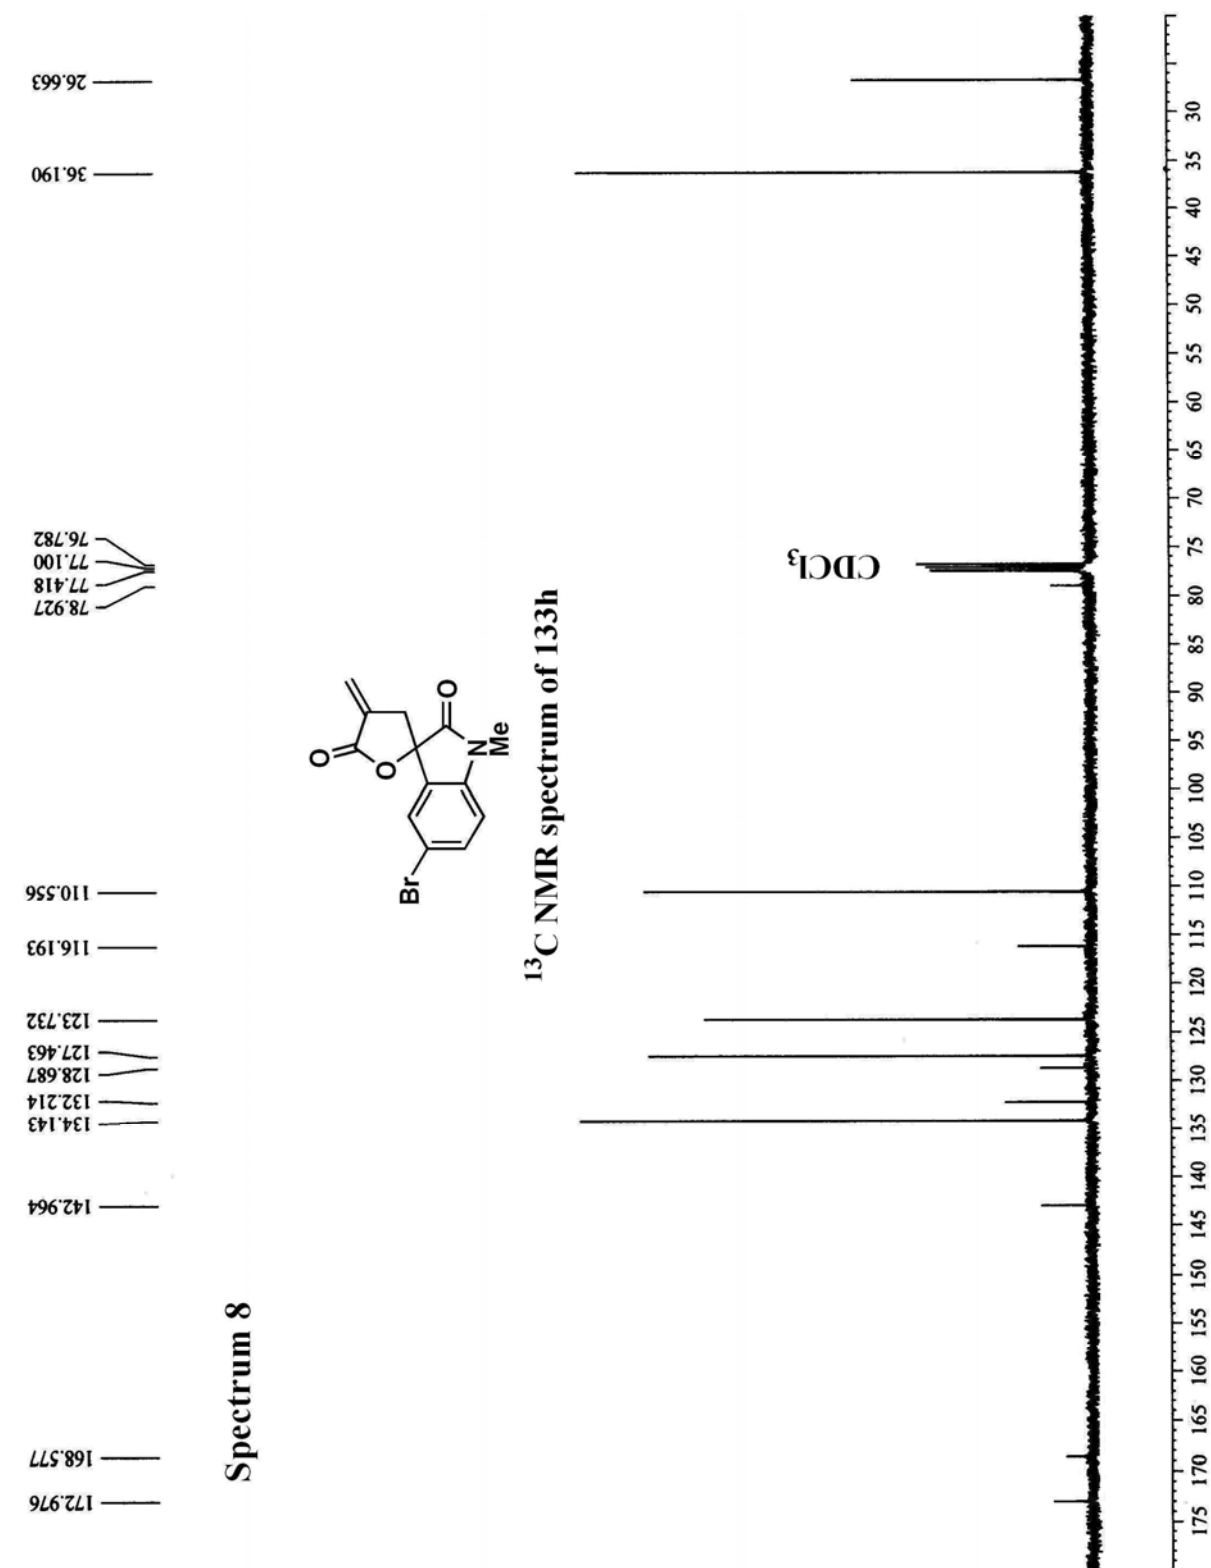 Spectrum 8
172.976
168.577
142.964
134.143
132.214
128.687
127.463
123.732
116.193
110.556
78.927
77.418
77.100
76.782
36.190
26.663
O
O
Br
O
N
Me
¹³C NMR spectrum of 133h
CDCl₃
175 170 165 160 155 150 145 140 135 130 125 120 115 110 105 100 95 90 85 80 75 70 65 60 55 50 45 40 35 30